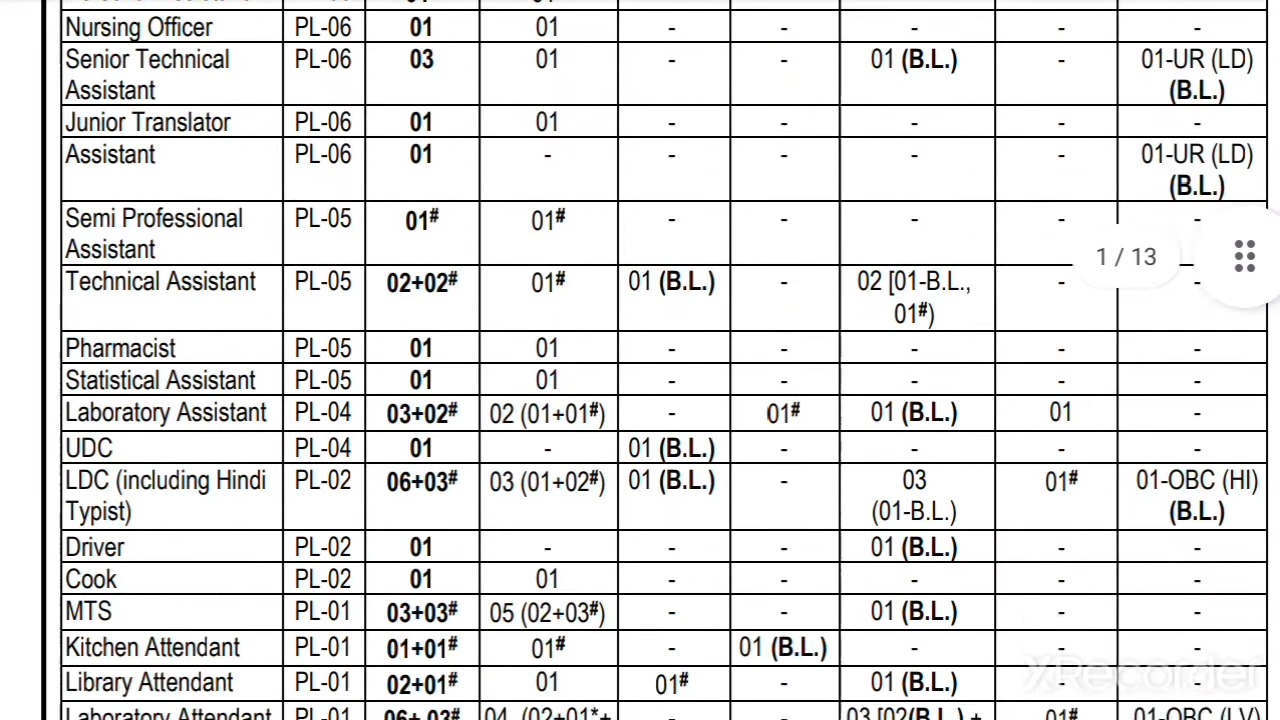 Nursing Officer PL-06 01 01 - - - - -
Senior Technical PL-06 03 01 - - 01 (B.L.) - 01-UR (LD)
Assistant (B.L.)
Junior Translator PL-06 01 01 - - - - -
Assistant PL-06 01 - - - - - 01-UR (LD)
(B.L.)
Semi Professional PL-05 01# 01# - - - - -
Assistant
1 / 13
Technical Assistant PL-05 02+02# 01# 01 (B.L.) - 02 [01-B.L., - -
01#)
Pharmacist PL-05 01 01 - - - - -
Statistical Assistant PL-05 01 01 - - - - -
Laboratory Assistant PL-04 03+02# 02 (01+01#) - 01# 01 (B.L.) 01 -
UDC PL-04 01 - 01 (B.L.) - - - -
LDC (including Hindi PL-02 06+03# 03 (01+02#) 01 (B.L.) - 03 01# 01-OBC (HI)
Typist) (01-B.L.) (B.L.)
Driver PL-02 01 - - - 01 (B.L.) - -
Cook PL-02 01 01 - - - - -
MTS PL-01 03+03# 05 (02+03#) - - 01 (B.L.) - -
Kitchen Attendant PL-01 01+01# 01# - 01 (B.L.) - - -
XRecorder
Library Attendant PL-01 02+01# 01 01# - 01 (B.L.) - -
Laboratory Attendant PL-01 06+ 03# 04 (02+01*+ - - 03 [02(B.L.) + 01# 01-OBC (LV)